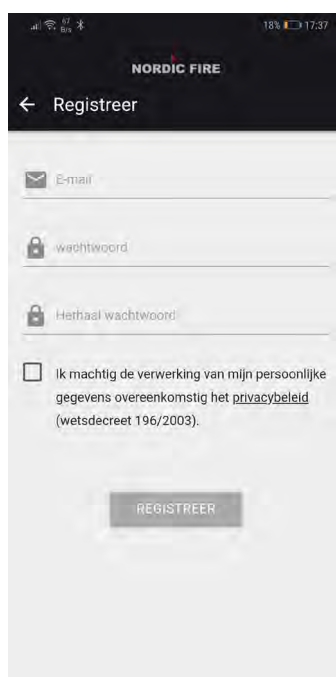 67
B/s
18% 17:37
NORDIC FIRE
Registreer
E-mail
wachtwoord
Herhaal wachtwoord
Ik machtig de verwerking van mijn persoonlijke
gegevens overeenkomstig het privacybeleid
(wetsdecreet 196/2003).
REGISTREER